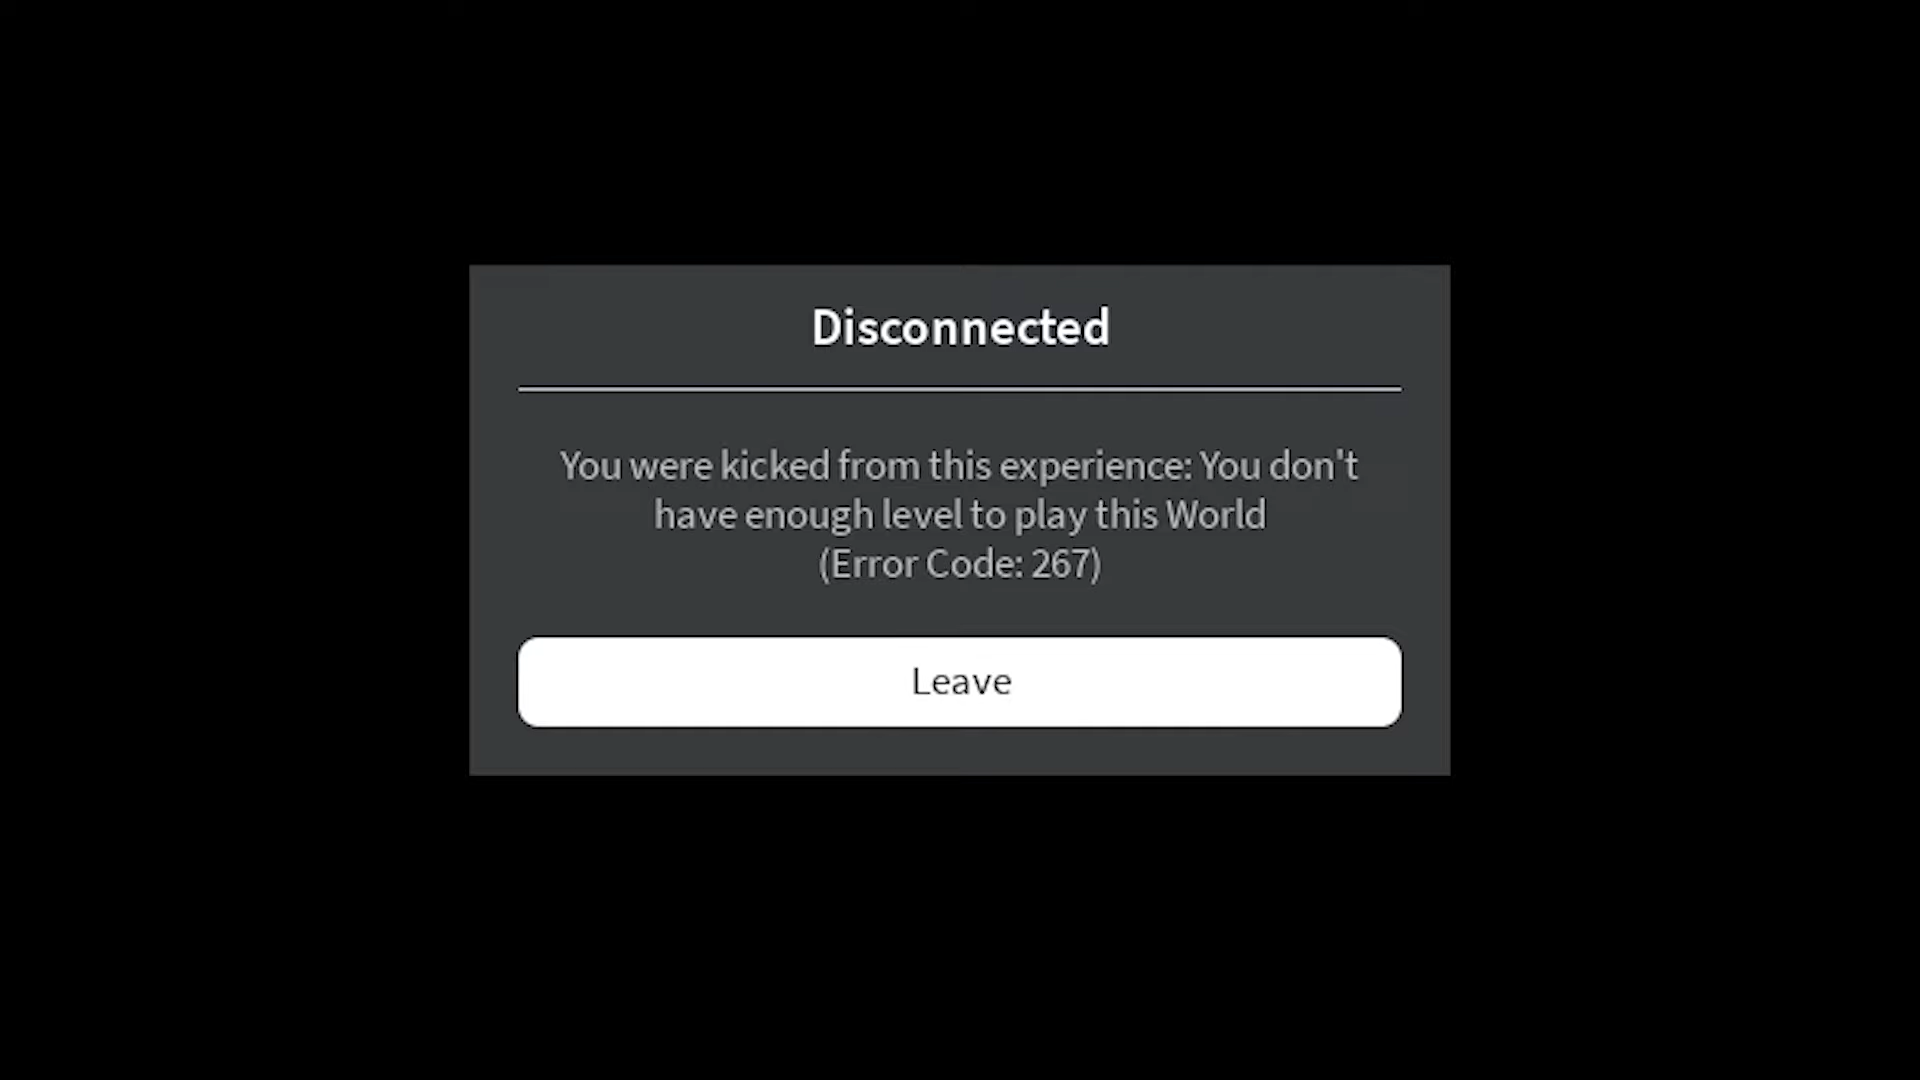 Disconnected
You were kicked from this experience: You don't
have enough level to play this World
(Error Code: 267)
Leave